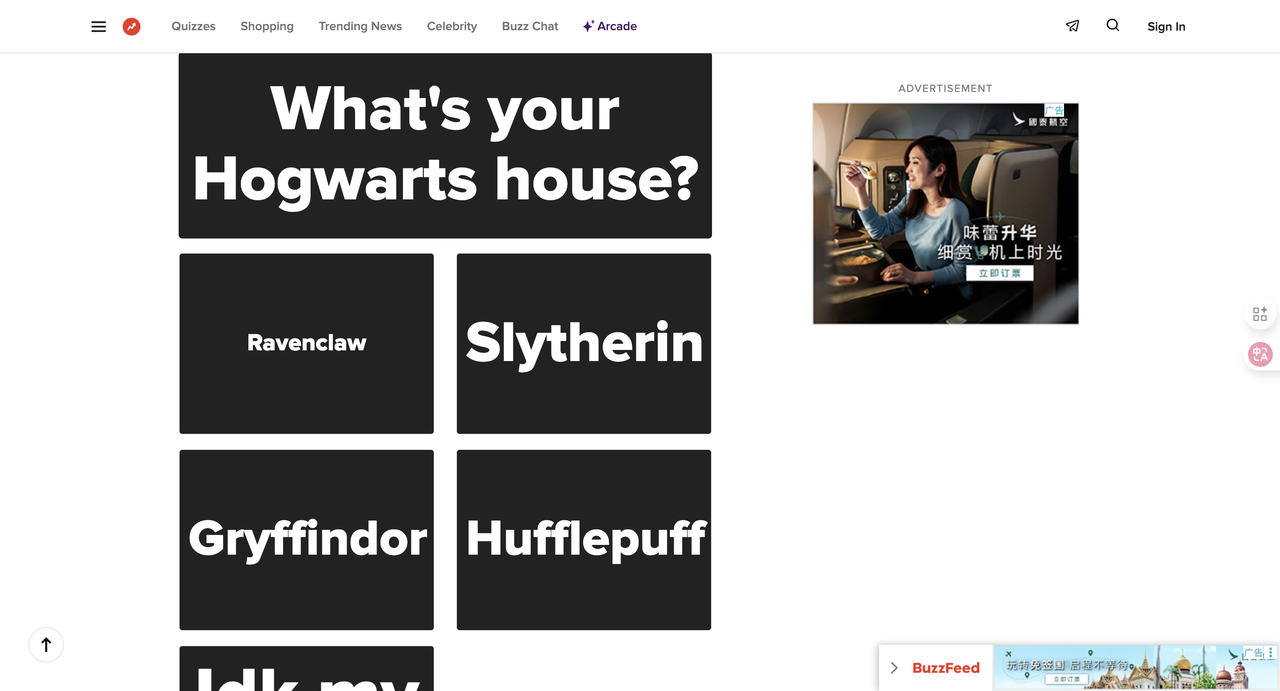 Quizzes
Shopping
Trending News
Celebrity
Buzz Chat
Arcade
Sign In
What's your
Hogwarts house?
Ravenclaw
Slytherin
Gryffindor
Hufflepuff
Idk my
ADVERTISEMENT
广告
國泰航空
味蕾升华
细赏 机上时光
立即订票
中A
BuzzFeed
玩转免签国 启程不等待
立即订票
广告